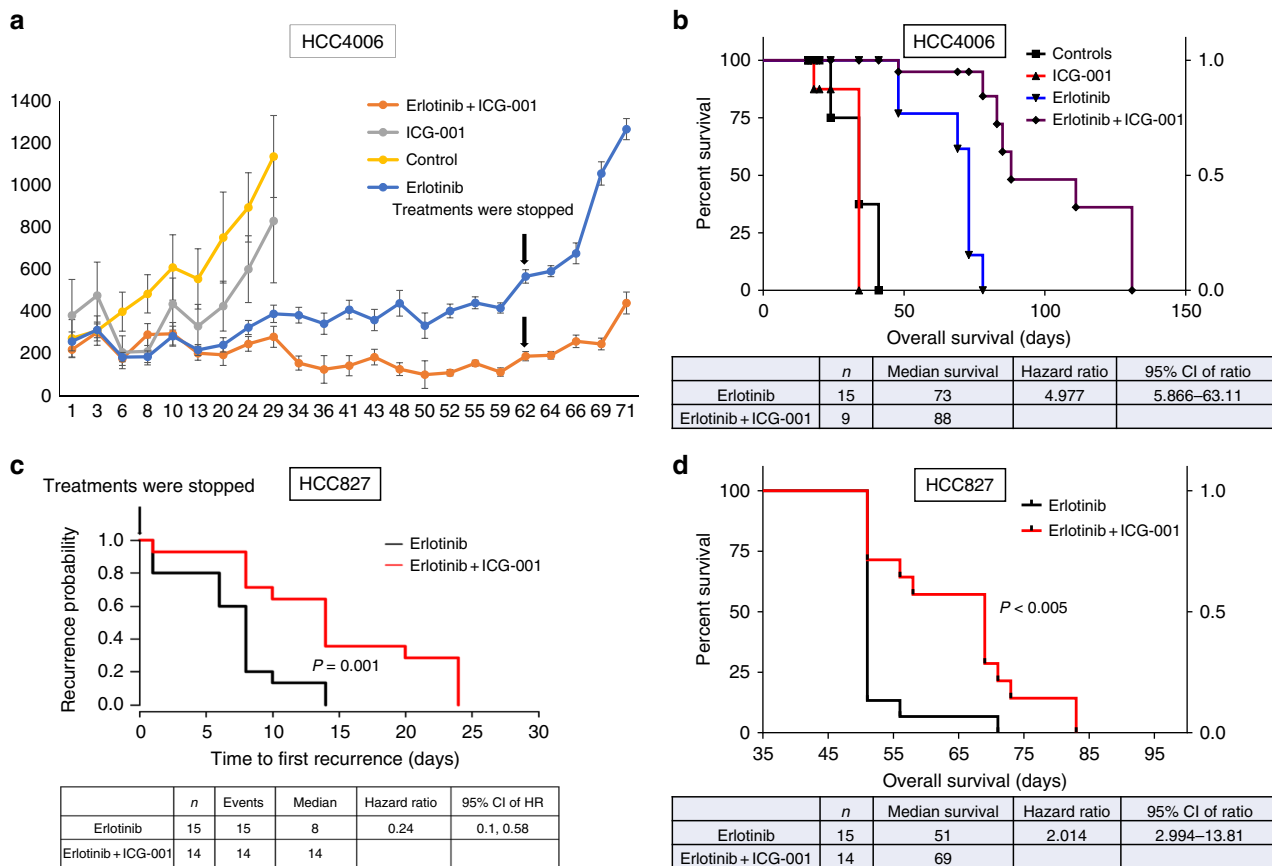 a
HCC4006
1400
1200
1000
800
600
400
200
0
Erlotinib + ICG-001
ICG-001
Control
Erlotinib
Treatments were stopped
1 3 6 8 10 13 20 24 29 34 36 41 43 48 50 52 55 59 62 64 66 69 71
b
HCC4006
Controls
ICG-001
Erlotinib
Erlotinib + ICG-001
Percent survival
100
75
50
25
0
1.0
0.5
0.0
0 50 100 150
Overall survival (days)
n Median survival Hazard ratio 95% CI of ratio
Erlotinib 15 73 4.977 5.866–63.11
Erlotinib + ICG-001 9 88
c
Treatments were stopped
HCC827
Erlotinib
Erlotinib + ICG-001
Recurrence probability
1.0
0.8
0.6
0.4
0.2
0.0
P = 0.001
0 5 10 15 20 25 30
Time to first recurrence (days)
n Events Median Hazard ratio 95% CI of HR
Erlotinib 15 15 8 0.24 0.1, 0.58
Erlotinib + ICG-001 14 14 14
d
HCC827
Erlotinib
Erlotinib + ICG-001
Percent survival
100
75
50
25
0
P < 0.005
1.0
0.5
0.0
35 45 55 65 75 85 95
Overall survival (days)
n Median survival Hazard ratio 95% CI of ratio
Erlotinib 15 51 2.014 2.994–13.81
Erlotinib + ICG-001 14 69